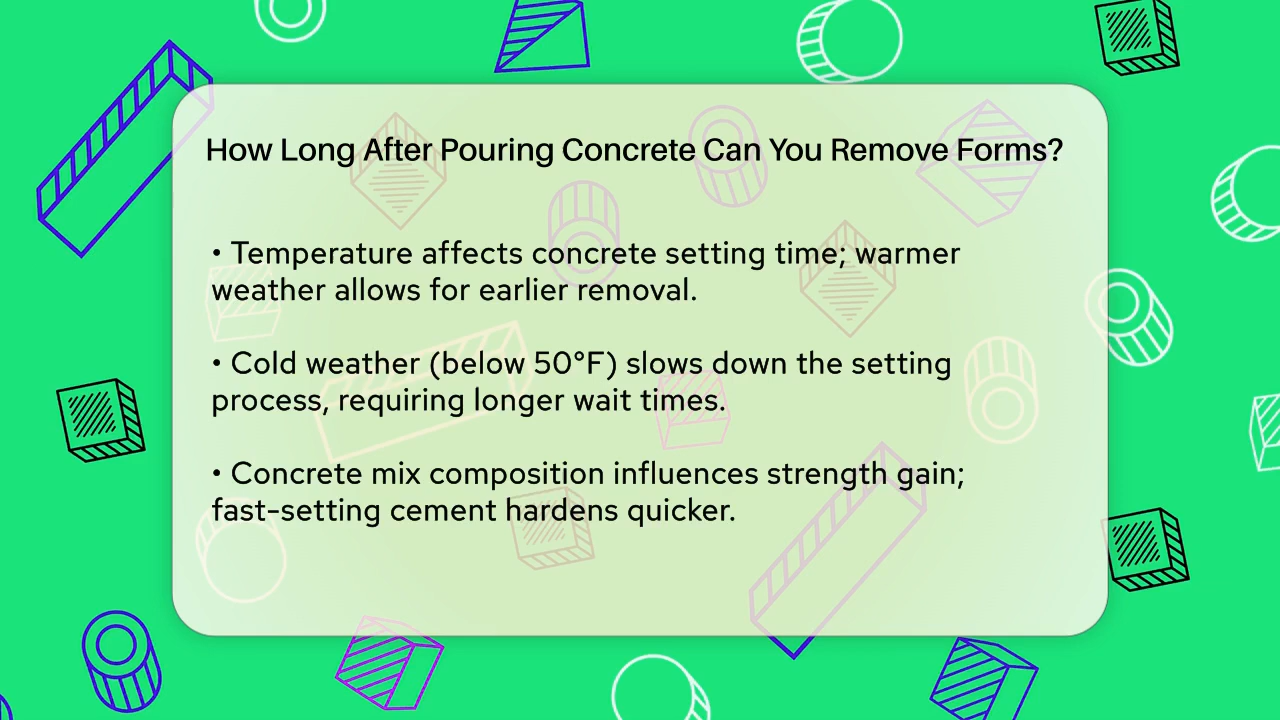 How Long After Pouring Concrete Can You Remove Forms?
• Temperature affects concrete setting time; warmer
weather allows for earlier removal.
• Cold weather (below 50°F) slows down the setting
process, requiring longer wait times.
• Concrete mix composition influences strength gain;
fast-setting cement hardens quicker.